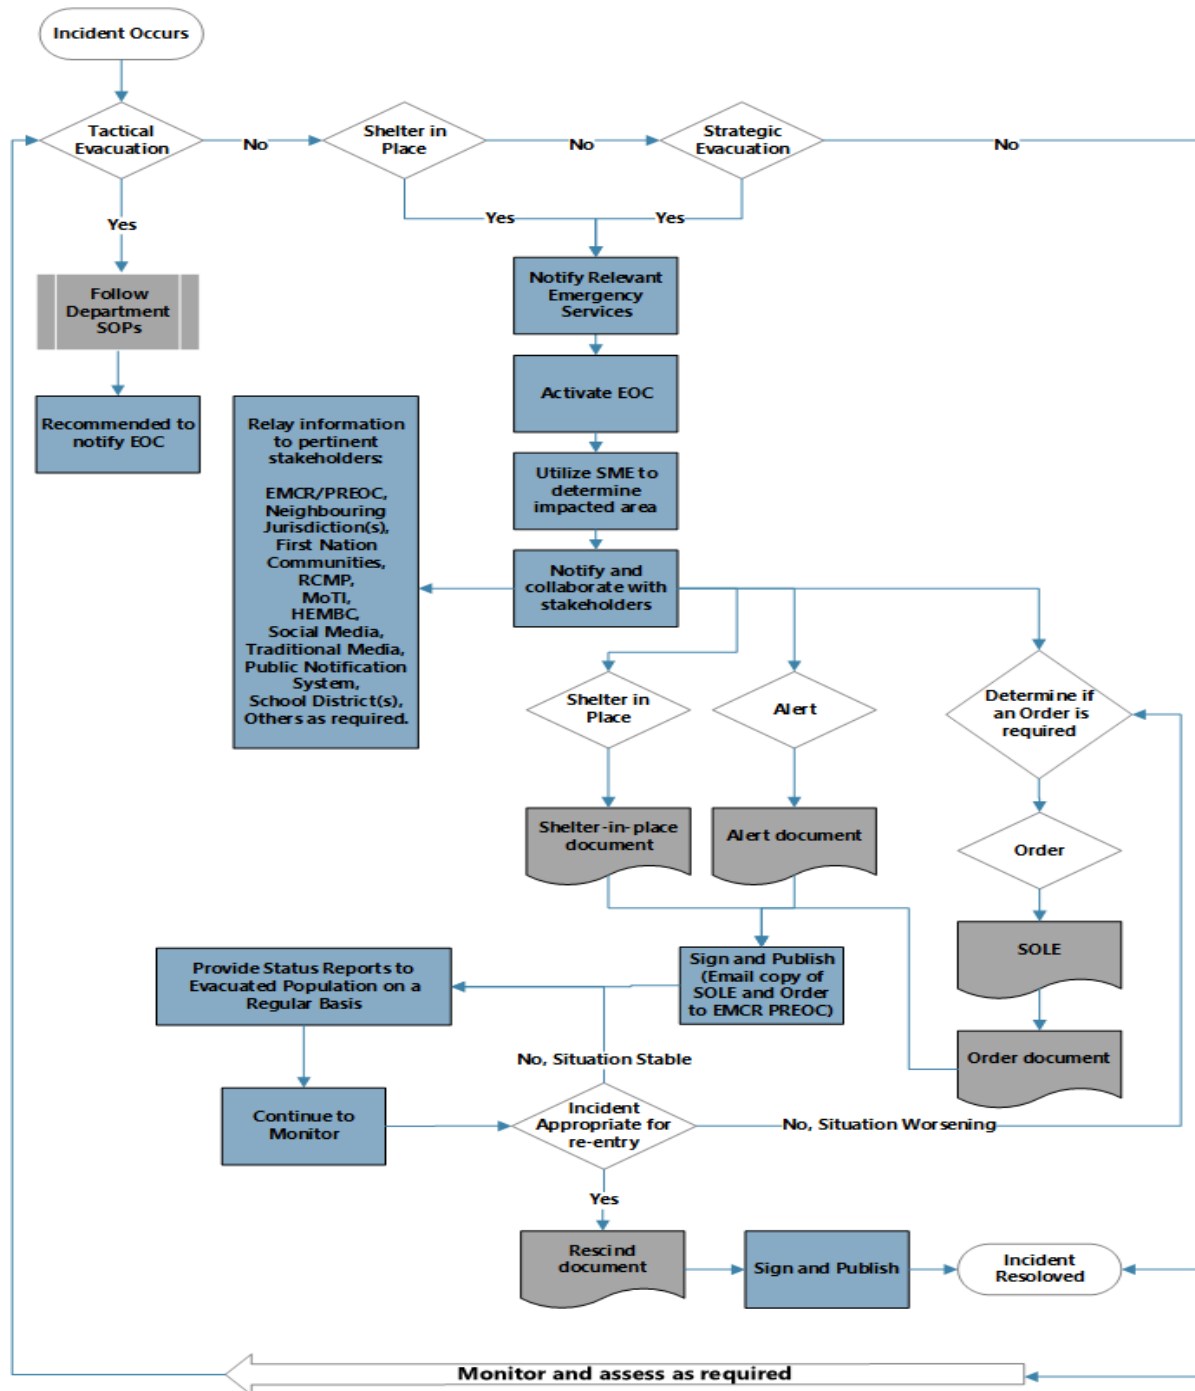 Incident Occurs
Tactical
Evacuation
No
Shelter in
Place
No
Strategic
Evacuation
No
Yes
Yes
Yes
Follow
Department
SOPs
Recommended to
notify EOC
Notify Relevant
Emergency
Services
Activate EOC
Utilize SME to
determine
impacted area
Notify and
collaborate with
stakeholders
Relay information
to pertinent
stakeholders:
EMCR/PREOC,
Neighbouring
Jurisdiction(s),
First Nation
Communities,
RCMP,
MoTI,
HEMBC,
Social Media,
Traditional Media,
Public Notification
System,
School District(s),
Others as required.
Shelter in
Place
Alert
Determine if
an Order is
required
Shelter-in-place
document
Alert document
Order
SOLE
Order document
Sign and Publish
(Email copy of
SOLE and Order
to EMCR PREOC)
Provide Status Reports to
Evacuated Population on a
Regular Basis
No, Situation Stable
Continue to
Monitor
Incident
Appropriate for
re-entry
No, Situation Worsening
Yes
Rescind
document
Sign and Publish
Incident
Resoloved
Monitor and assess as required